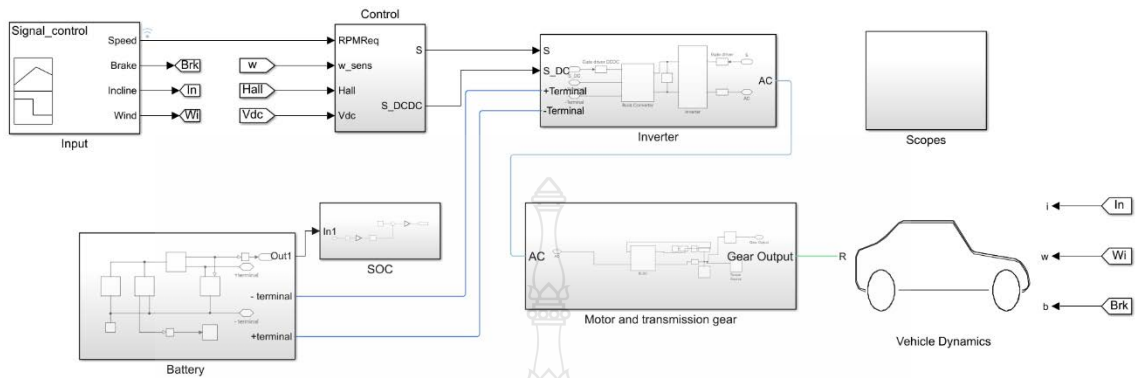 Signal_control
Speed
Brake
Incline
Wind
Input
Brk
In
Wi
w
Hall
Vdc
Control
RPMReq
w_sens
Hall
Vdc
S
S_DCDC
S
S_DC
+Terminal
-Terminal
AC
Inverter
Scopes
In1
SOC
Out1
- terminal
+terminal
Battery
AC
Gear Output
Motor and transmission gear
R
Vehicle Dynamics
i
w
b
In
Wi
Brk